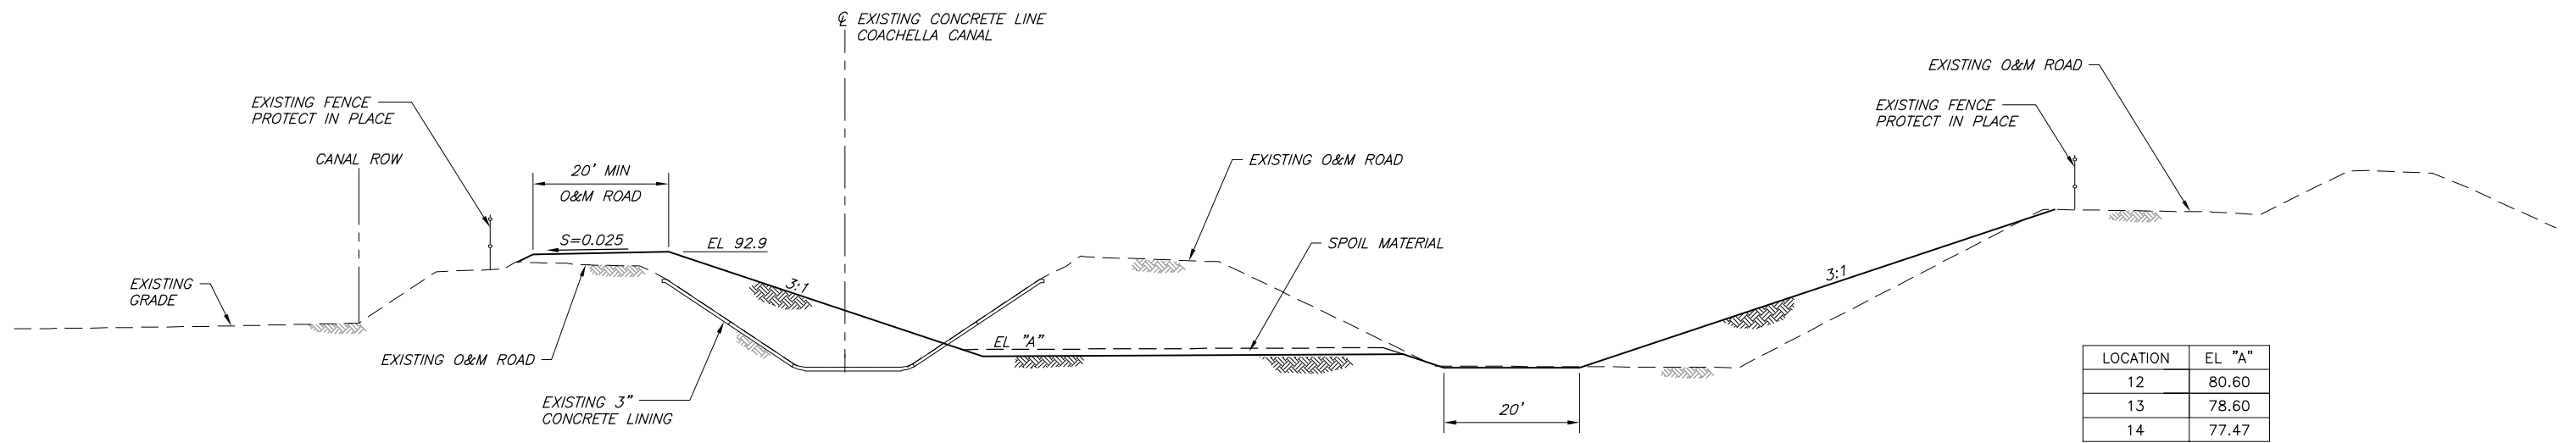 ℄ EXISTING CONCRETE LINE
COACHELLA CANAL
EXISTING O&M ROAD
EXISTING FENCE
PROTECT IN PLACE
EXISTING FENCE
PROTECT IN PLACE
CANAL ROW
20' MIN
O&M ROAD
EXISTING O&M ROAD
S=0.025
EL 92.9
SPOIL MATERIAL
3:1
3:1
EXISTING
GRADE
EL "A"
EXISTING O&M ROAD
EXISTING 3"
CONCRETE LINING
20'
LOCATION EL "A"
12 80.60
13 78.60
14 77.47